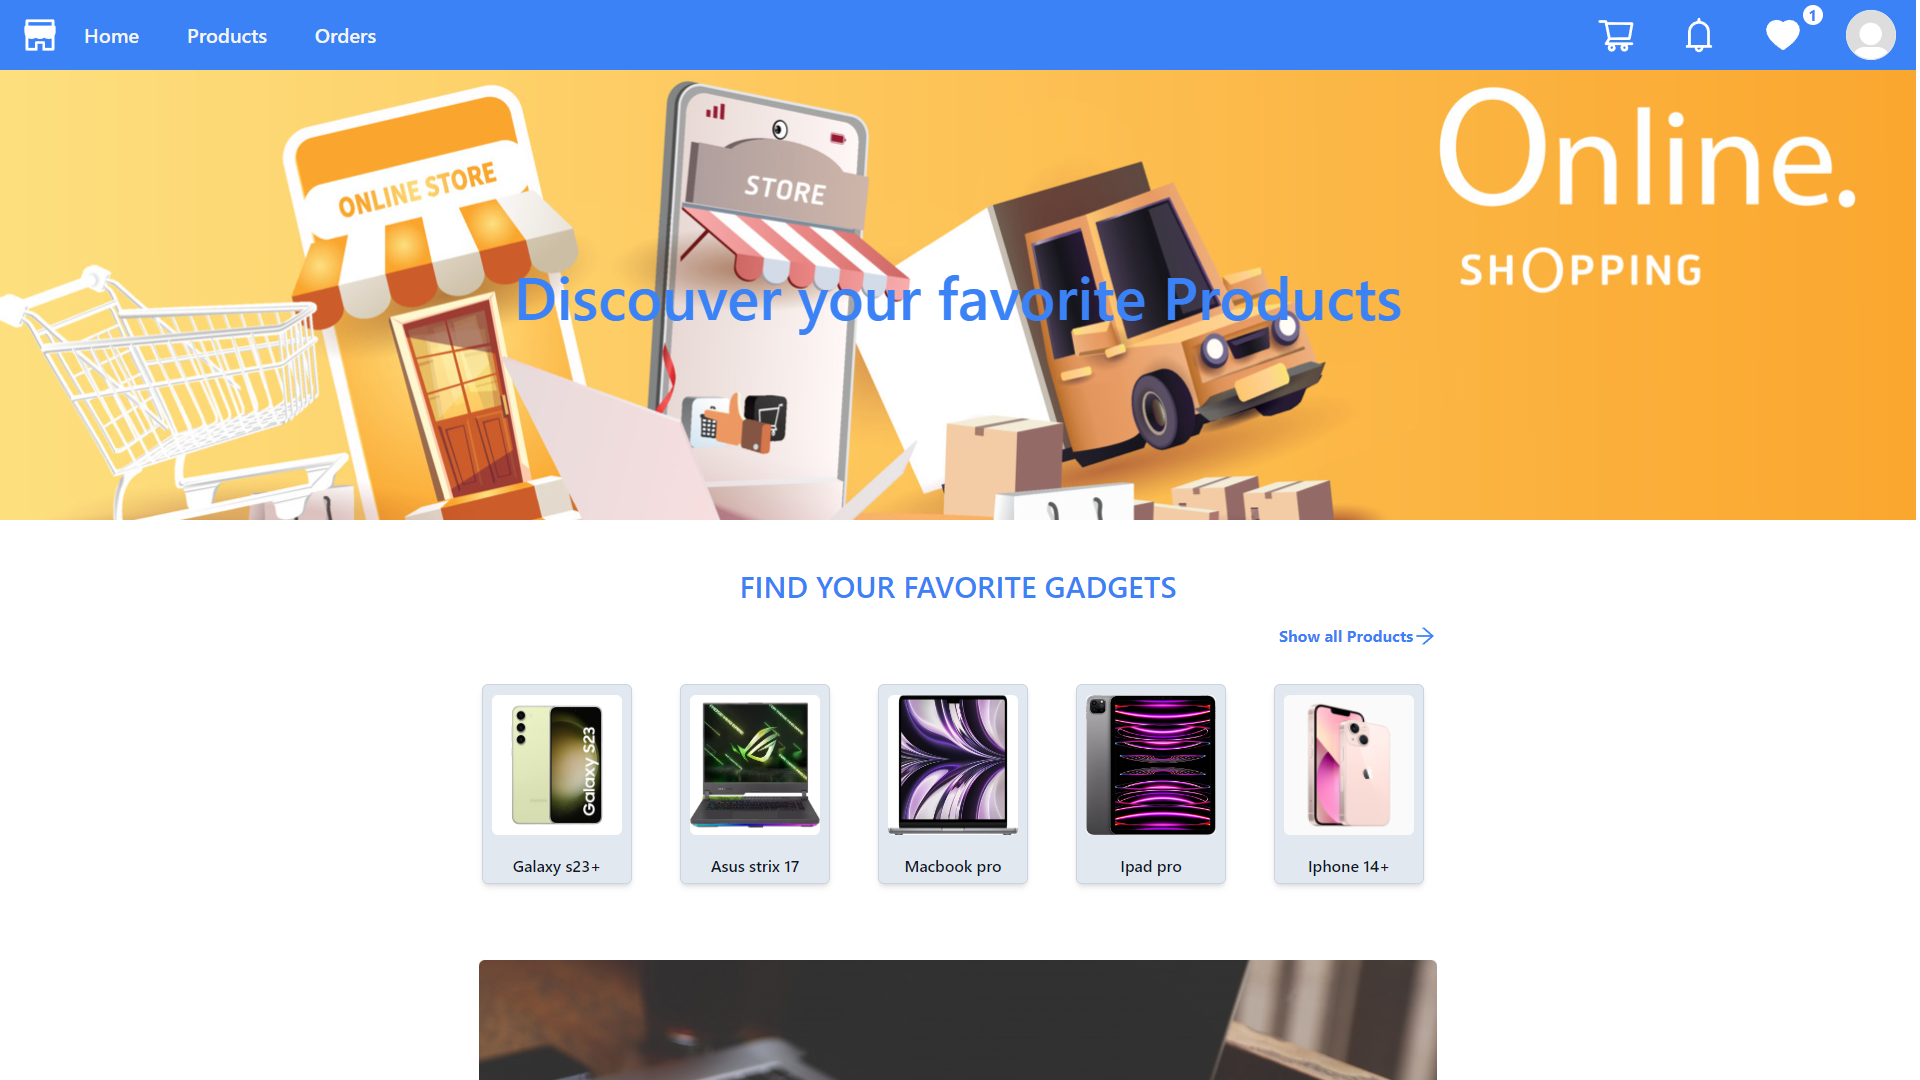 Home
Products
Orders
1
Online.
SHOPPING
ONLINE STORE
STORE
Discouver your favorite Products
FIND YOUR FAVORITE GADGETS
Show all Products
Galaxy S23
Galaxy s23+
Asus strix 17
Macbook pro
Ipad pro
Iphone 14+